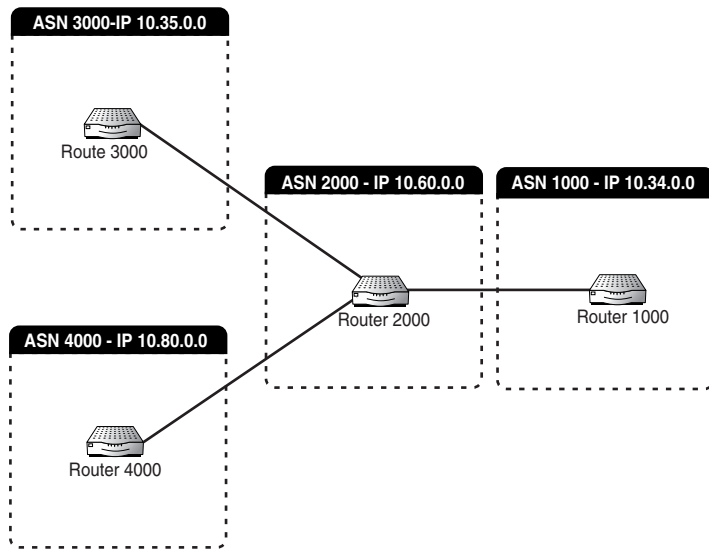 ASN 3000-IP 10.35.0.0
Route 3000
ASN 2000 - IP 10.60.0.0
ASN 1000 - IP 10.34.0.0
Router 2000
Router 1000
ASN 4000 - IP 10.80.0.0
Router 4000